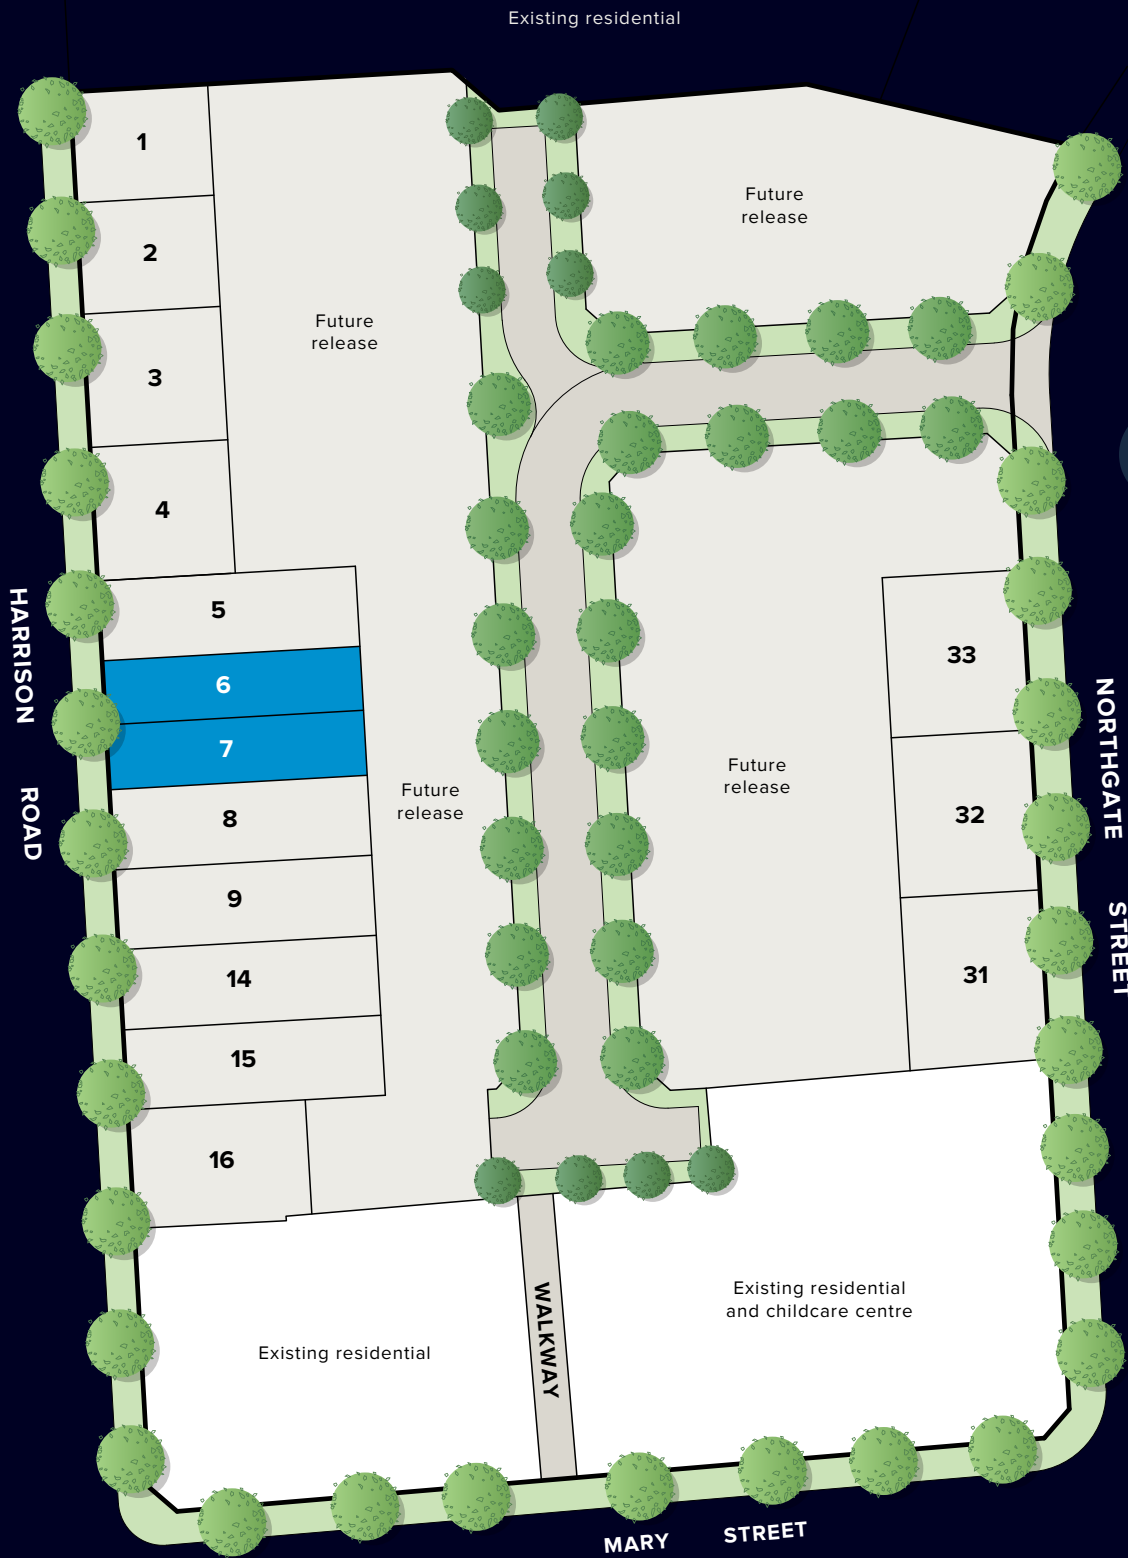 Existing residential
1
2
3
4
5
6
7
8
9
14
15
16
Future
release
Future
release
Future
release
Future
release
33
32
31
HARRISON ROAD
NORTHGATE STREET
WALKWAY
Existing residential
Existing residential
and childcare centre
MARY STREET